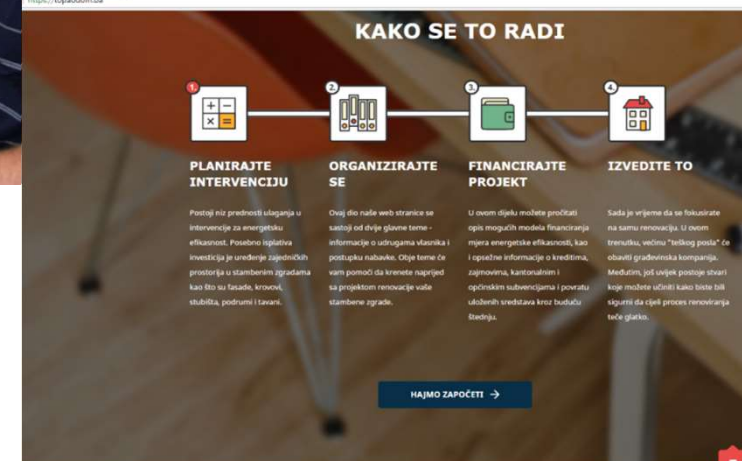 https://topaodom.ba
KAKO SE TO RADI
1.
2.
3.
4.
PLANIRAJTE
INTERVENCIJU
Postoji niz prednosti ulaganja u
intervencije za energetsku
efikasnost. Posebno isplativa
investicija je uređenje zajedničkih
prostorija u stambenim zgradama
kao što su fasade, krovovi,
stubišta, podrumi i tavani.
ORGANIZIRAJTE
SE
Ovaj dio naše web stranice se
sastoji od dvije glavne teme -
informacije o udrugama vlasnika i
postupku nabavke. Obje teme će
vam pomoći da krenete naprijed
sa projektom renovacije vaše
stambene zgrade.
FINANCIRAJTE
PROJEKT
U ovom dijelu možete pročitati
opis mogućih modela financiranja
mjera energetske efikasnosti, kao
i opsežne informacije o kreditima,
zajmovima, kantonalnim i
općinskim subvencijama i povratu
uloženih sredstava kroz buduću
štednju.
IZVEDITE TO
Sada je vrijeme da se fokusirate
na samu renovaciju. U ovom
trenutku, većinu "teškog posla" će
obaviti građevinska kompanija.
Međutim, još uvijek postoje stvari
koje možete učiniti kako biste bili
sigurni da cijeli proces renoviranja
teče glatko.
HAJMO ZAPOČETI →